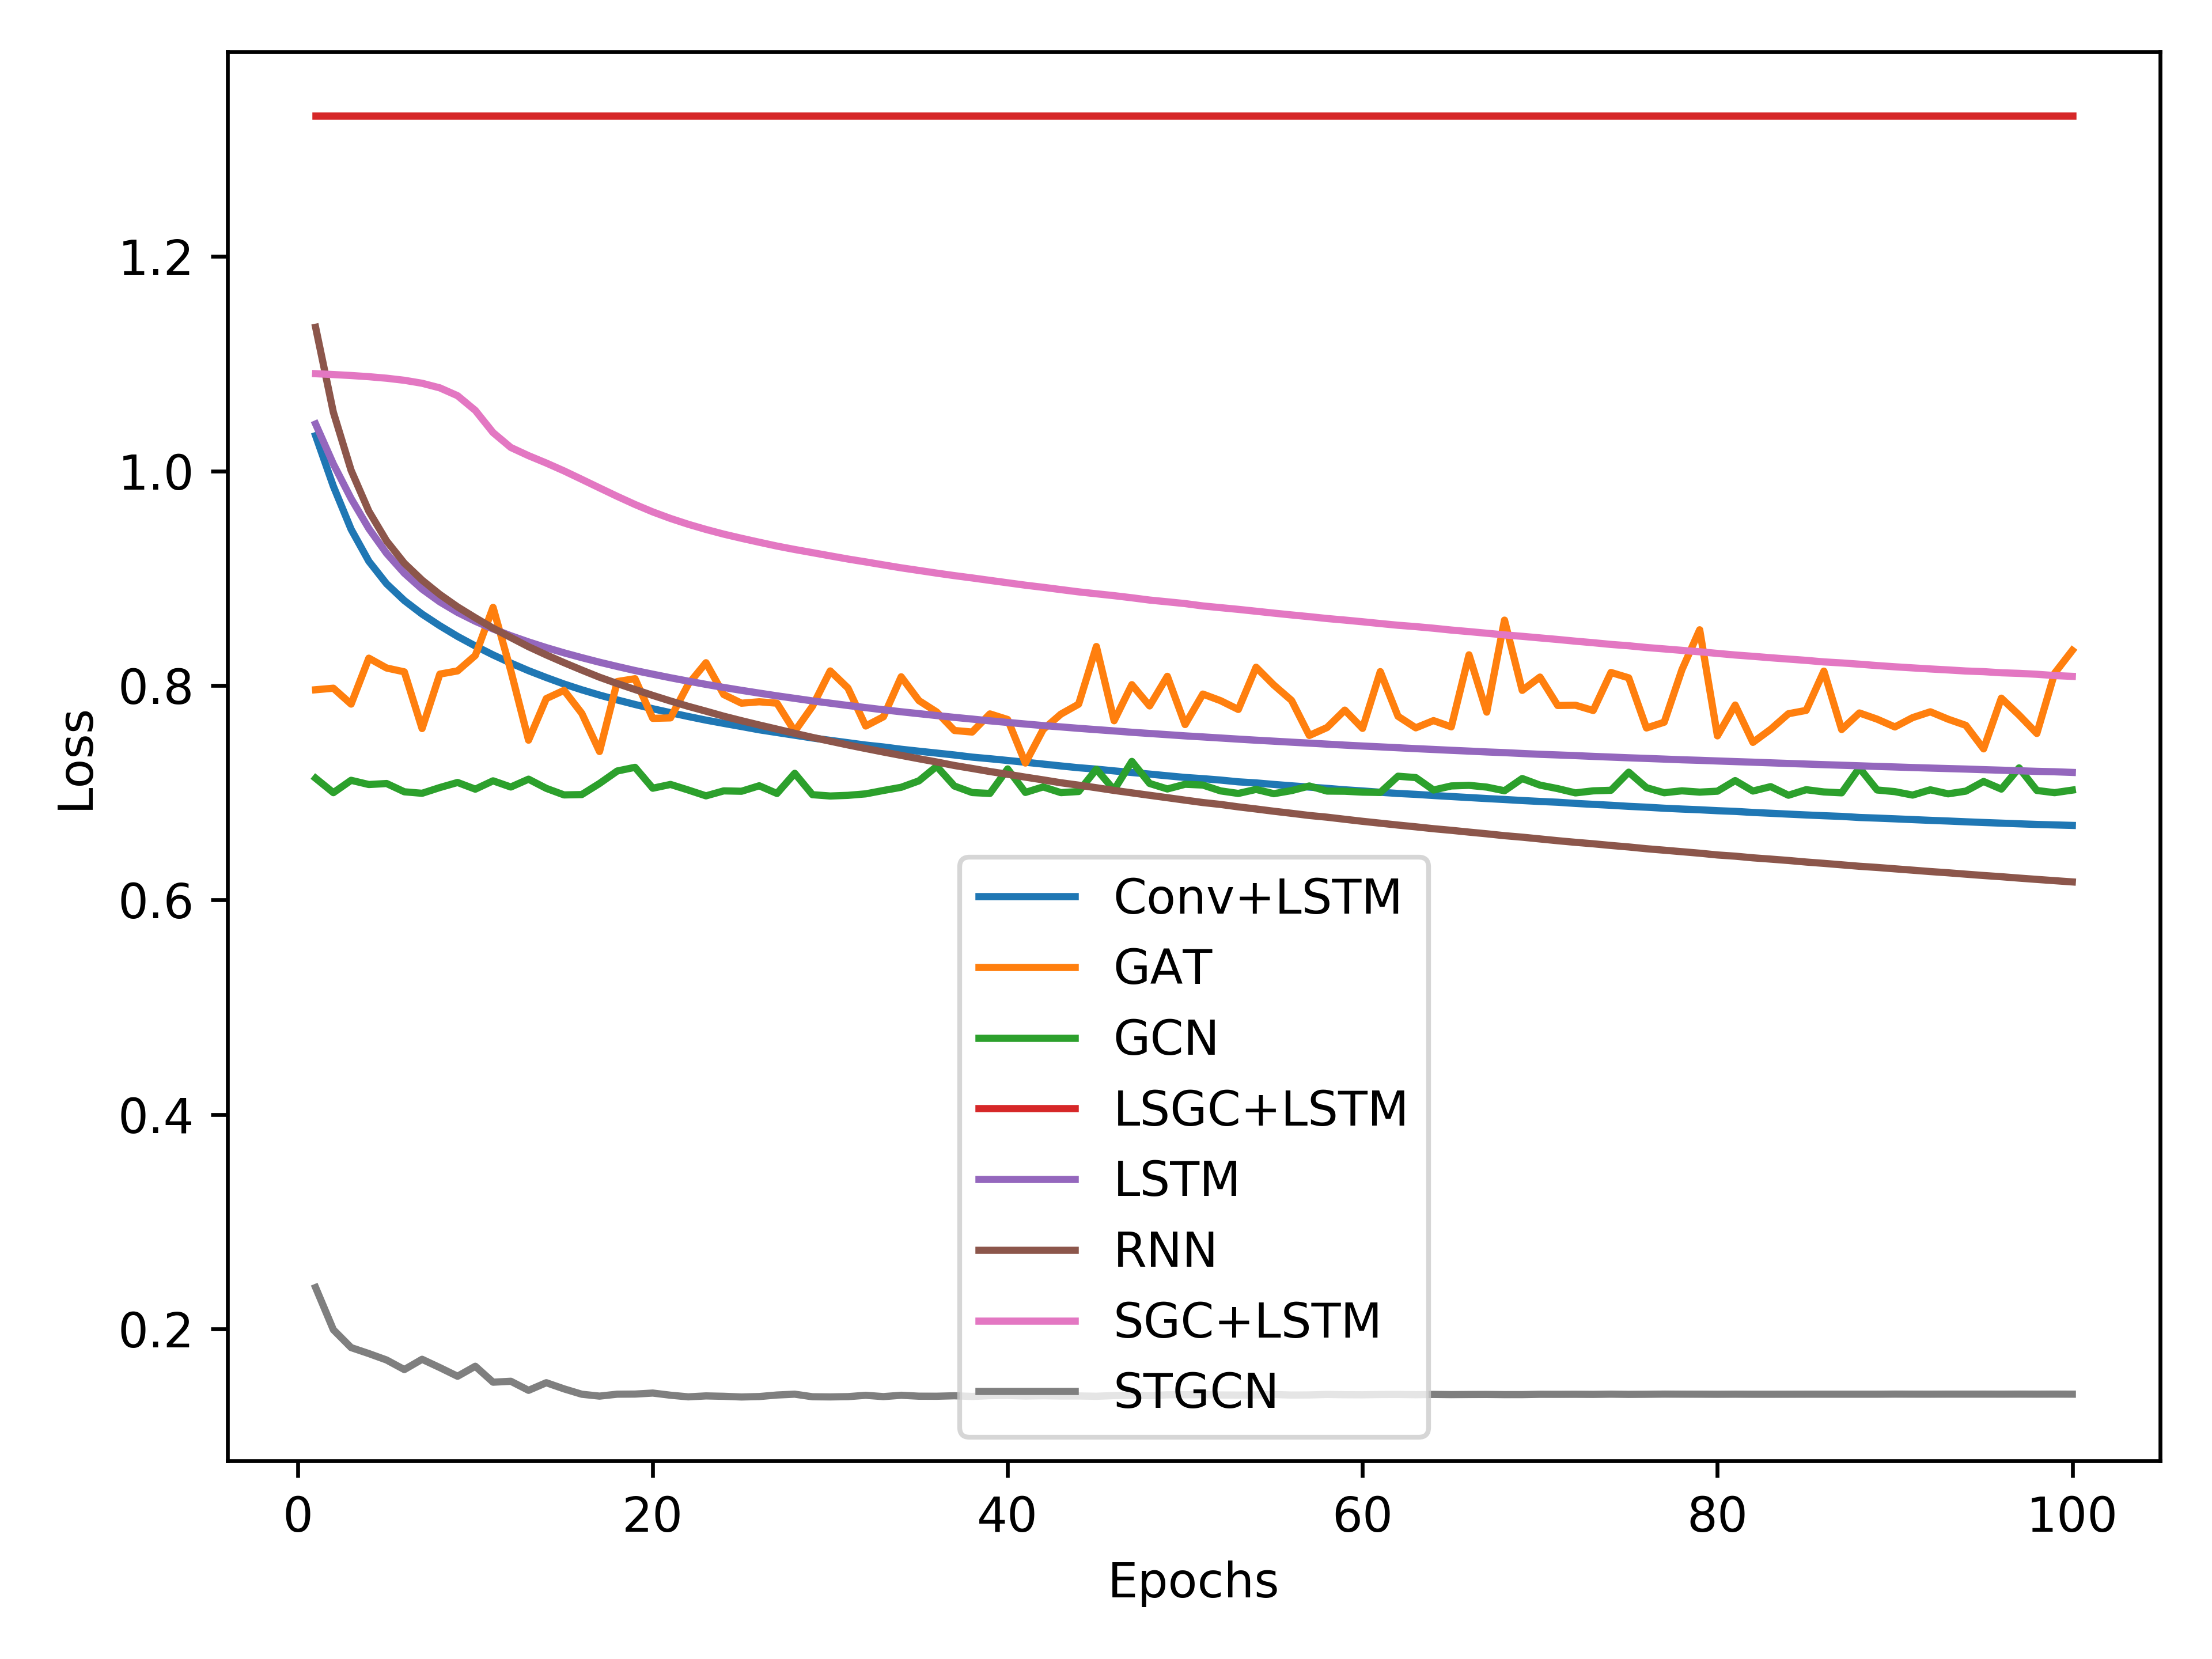 1.2
1.0
0.8
0.6
0.4
0.2
Loss
Conv+LSTM
GAT
GCN
LSGC+LSTM
LSTM
RNN
SGC+LSTM
STGCN
0 20 40 60 80 100
Epochs